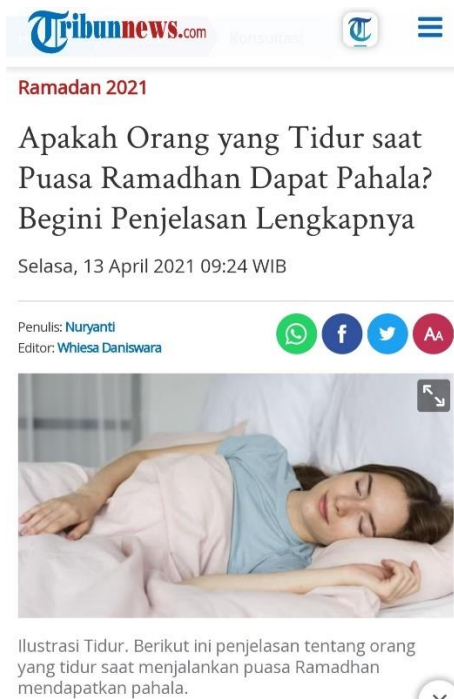 Tribunnews.com
Konsultasi
Ramadan 2021
Apakah Orang yang Tidur saat
Puasa Ramadhan Dapat Pahala?
Begini Penjelasan Lengkapnya
Selasa, 13 April 2021 09:24 WIB
Penulis: Nuryanti
Editor: Whiesa Daniswara
AA
Ilustrasi Tidur. Berikut ini penjelasan tentang orang
yang tidur saat menjalankan puasa Ramadhan
mendapatkan pahala.